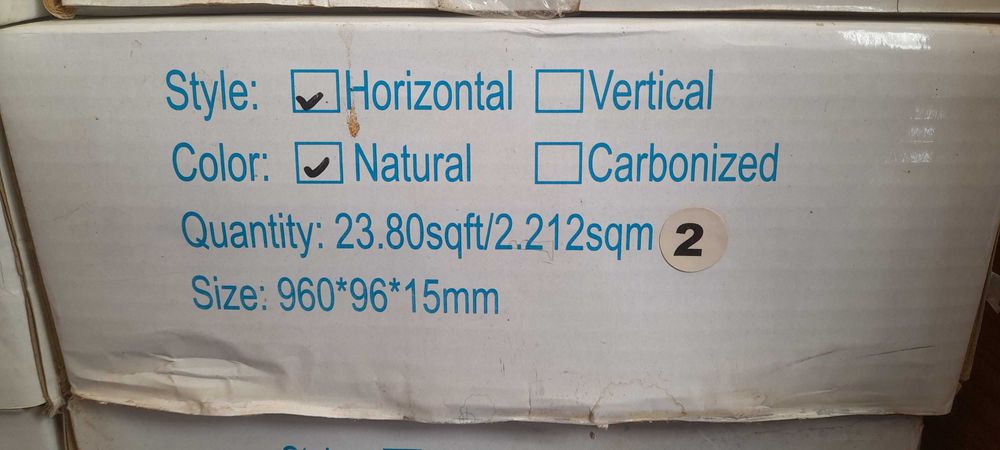 Style: ☑Horizontal ☐Vertical
Color: ☑Natural ☐Carbonized
Quantity: 23.80sqft/2.212sqm 2
Size: 960*96*15mm